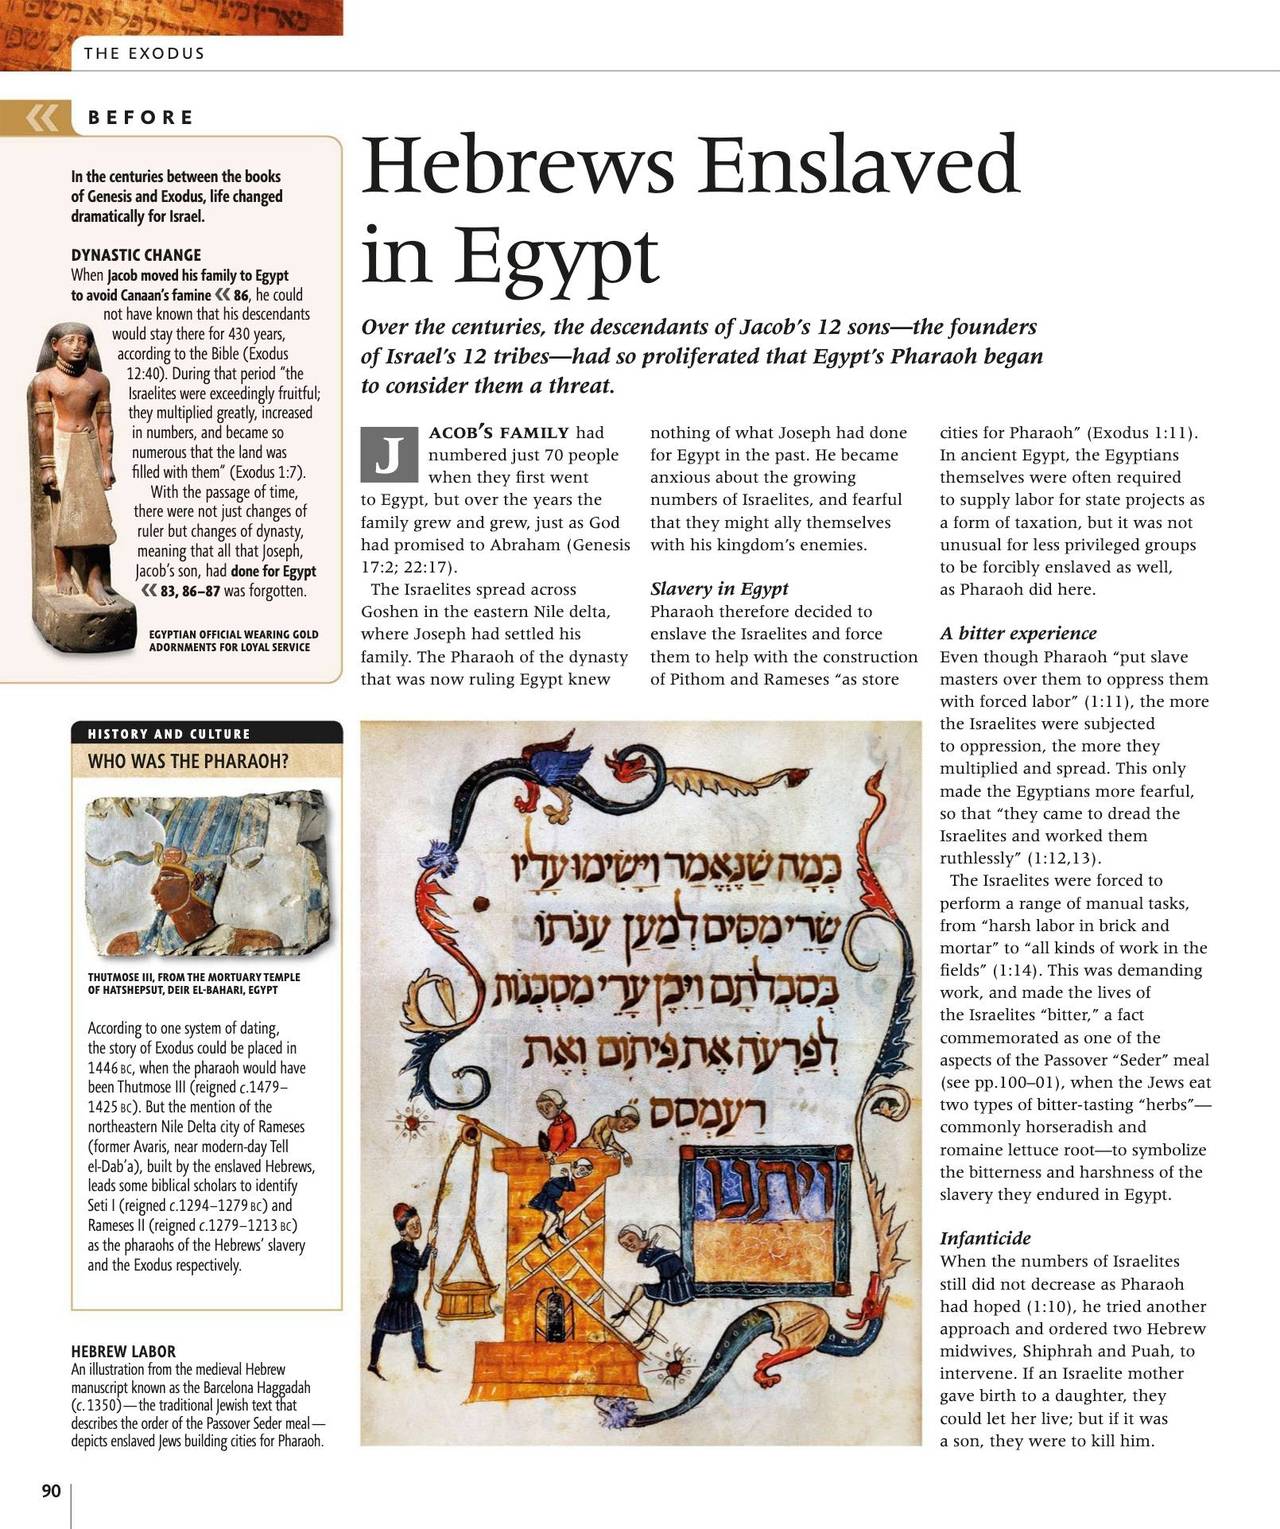 THE EXODUS
BEFORE
In the centuries between the books
of Genesis and Exodus, life changed
dramatically for Israel.
DYNASTIC CHANGE
When Jacob moved his family to Egypt
to avoid Canaan's famine « 86, he could
not have known that his descendants
would stay there for 430 years,
according to the Bible (Exodus
12:40). During that period “the
Israelites were exceedingly fruitful;
they multiplied greatly, increased
in numbers, and became so
numerous that the land was
filled with them” (Exodus 1:7).
With the passage of time,
there were not just changes of
ruler but changes of dynasty,
meaning that all that Joseph,
Jacob's son, had done for Egypt
« 83, 86–87 was forgotten.
EGYPTIAN OFFICIAL WEARING GOLD
ADORNMENTS FOR LOYAL SERVICE
Hebrews Enslaved
in Egypt
Over the centuries, the descendants of Jacob's 12 sons—the founders
of Israel's 12 tribes—had so proliferated that Egypt's Pharaoh began
to consider them a threat.
JACOB'S FAMILY had
numbered just 70 people
when they first went
to Egypt, but over the years the
family grew and grew, just as God
had promised to Abraham (Genesis
17:2; 22:17).
The Israelites spread across
Goshen in the eastern Nile delta,
where Joseph had settled his
family. The Pharaoh of the dynasty
that was now ruling Egypt knew
nothing of what Joseph had done
for Egypt in the past. He became
anxious about the growing
numbers of Israelites, and fearful
that they might ally themselves
with his kingdom's enemies.
Slavery in Egypt
Pharaoh therefore decided to
enslave the Israelites and force
them to help with the construction
of Pithom and Rameses “as store
cities for Pharaoh” (Exodus 1:11).
In ancient Egypt, the Egyptians
themselves were often required
to supply labor for state projects as
a form of taxation, but it was not
unusual for less privileged groups
to be forcibly enslaved as well,
as Pharaoh did here.
A bitter experience
Even though Pharaoh “put slave
masters over them to oppress them
with forced labor” (1:11), the more
the Israelites were subjected
to oppression, the more they
multiplied and spread. This only
made the Egyptians more fearful,
so that “they came to dread the
Israelites and worked them
ruthlessly” (1:12,13).
The Israelites were forced to
perform a range of manual tasks,
from “harsh labor in brick and
mortar” to “all kinds of work in the
fields” (1:14). This was demanding
work, and made the lives of
the Israelites “bitter,” a fact
commemorated as one of the
aspects of the Passover “Seder” meal
(see pp.100–01), when the Jews eat
two types of bitter-tasting “herbs”—
commonly horseradish and
romaine lettuce root—to symbolize
the bitterness and harshness of the
slavery they endured in Egypt.
Infanticide
When the numbers of Israelites
still did not decrease as Pharaoh
had hoped (1:10), he tried another
approach and ordered two Hebrew
midwives, Shiphrah and Puah, to
intervene. If an Israelite mother
gave birth to a daughter, they
could let her live; but if it was
a son, they were to kill him.
HISTORY AND CULTURE
WHO WAS THE PHARAOH?
THUTMOSE III, FROM THE MORTUARY TEMPLE
OF HATSHEPSUT, DEIR EL-BAHARI, EGYPT
According to one system of dating,
the story of Exodus could be placed in
1446 BC, when the pharaoh would have
been Thutmose III (reigned c.1479–
1425 BC). But the mention of the
northeastern Nile Delta city of Rameses
(former Avaris, near modern-day Tell
el-Dab'a), built by the enslaved Hebrews,
leads some biblical scholars to identify
Seti I (reigned c.1294–1279 BC) and
Rameses II (reigned c.1279–1213 BC)
as the pharaohs of the Hebrews' slavery
and the Exodus respectively.
כמה שנאמר וישימו עליו
שרי מסים למען ענתו
בסבלתם ויבן ערי מסכנות
לפרעה את פיתום ואת
רעמסס
ויתנו
HEBREW LABOR
An illustration from the medieval Hebrew
manuscript known as the Barcelona Haggadah
(c.1350)—the traditional Jewish text that
describes the order of the Passover Seder meal—
depicts enslaved Jews building cities for Pharaoh.
90